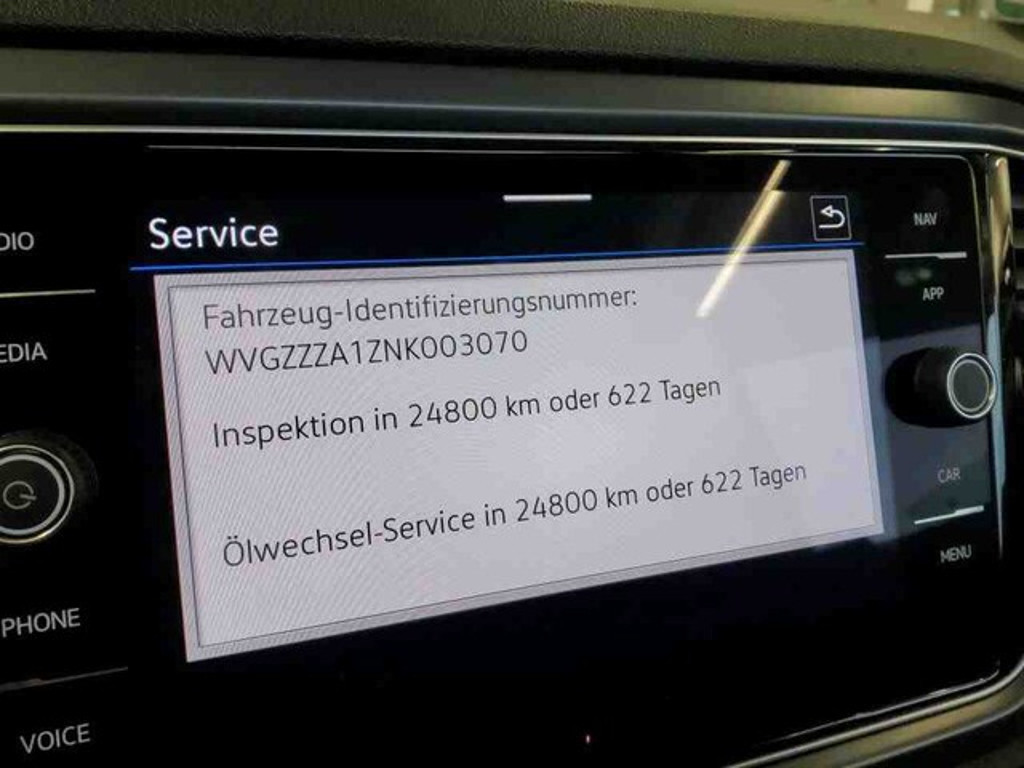 Service
NAV
DIO
APP
Fahrzeug-Identifizierungsnummer:
WVGZZZA1ZNK003070
EDIA
Inspektion in 24800 km oder 622 Tagen
Ölwechsel-Service in 24800 km oder 622 Tagen
CAR
MENU
PHONE
VOICE